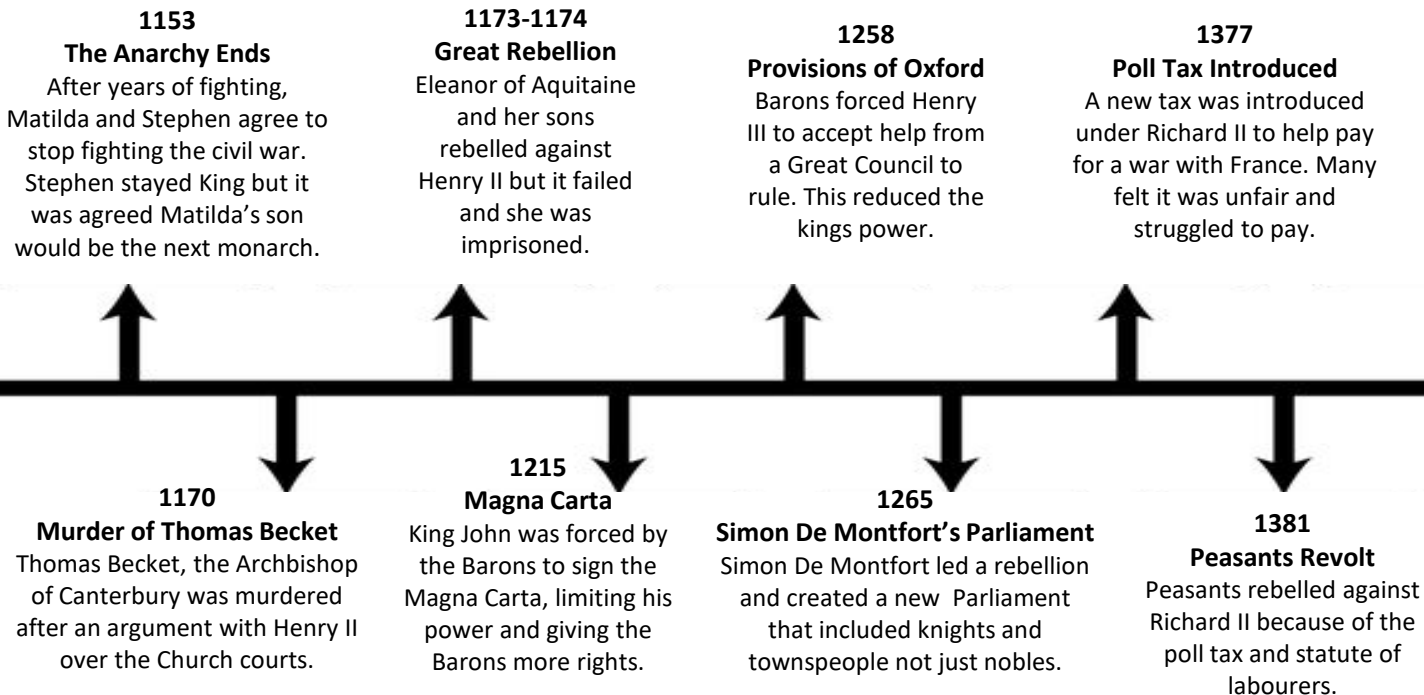 1153
The Anarchy Ends
After years of fighting,
Matilda and Stephen agree to
stop fighting the civil war.
Stephen stayed King but it
was agreed Matilda’s son
would be the next monarch.
1173-1174
Great Rebellion
Eleanor of Aquitaine
and her sons
rebelled against
Henry II but it failed
and she was
imprisoned.
1258
Provisions of Oxford
Barons forced Henry
III to accept help from
a Great Council to
rule. This reduced the
kings power.
1377
Poll Tax Introduced
A new tax was introduced
under Richard II to help pay
for a war with France. Many
felt it was unfair and
struggled to pay.
1170
Murder of Thomas Becket
Thomas Becket, the Archbishop
of Canterbury was murdered
after an argument with Henry II
over the Church courts.
1215
Magna Carta
King John was forced by
the Barons to sign the
Magna Carta, limiting his
power and giving the
Barons more rights.
1265
Simon De Montfort’s Parliament
Simon De Montfort led a rebellion
and created a new Parliament
that included knights and
townspeople not just nobles.
1381
Peasants Revolt
Peasants rebelled against
Richard II because of the
poll tax and statute of
labourers.